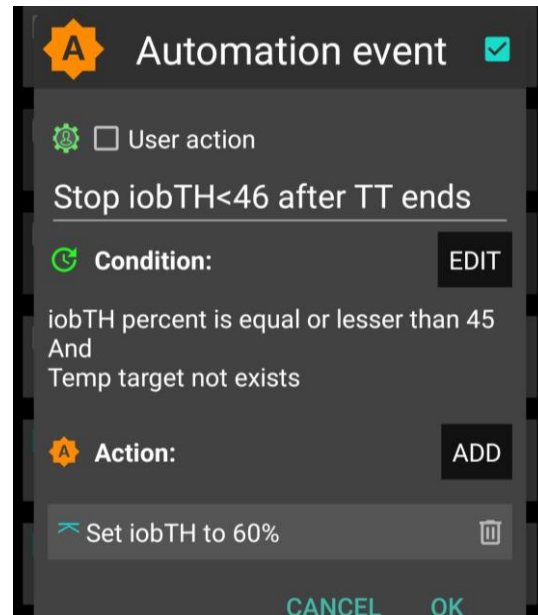 A Automation event
User action
Stop iobTH<46 after TT ends
Condition: EDIT
iobTH percent is equal or lesser than 45
And
Temp target not exists
A Action: ADD
Set iobTH to 60%
CANCEL OK